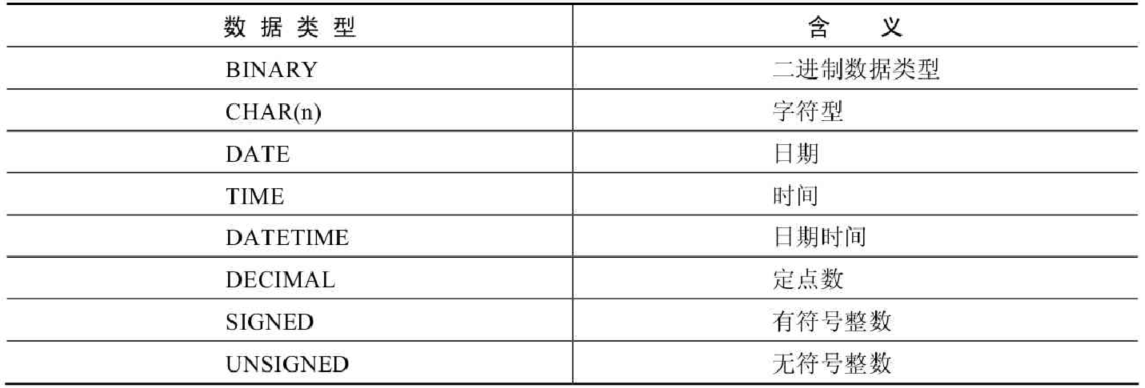 数据类型 含义
BINARY 二进制数据类型
CHAR(n) 字符型
DATE 日期
TIME 时间
DATETIME 日期时间
DECIMAL 定点数
SIGNED 有符号整数
UNSIGNED 无符号整数